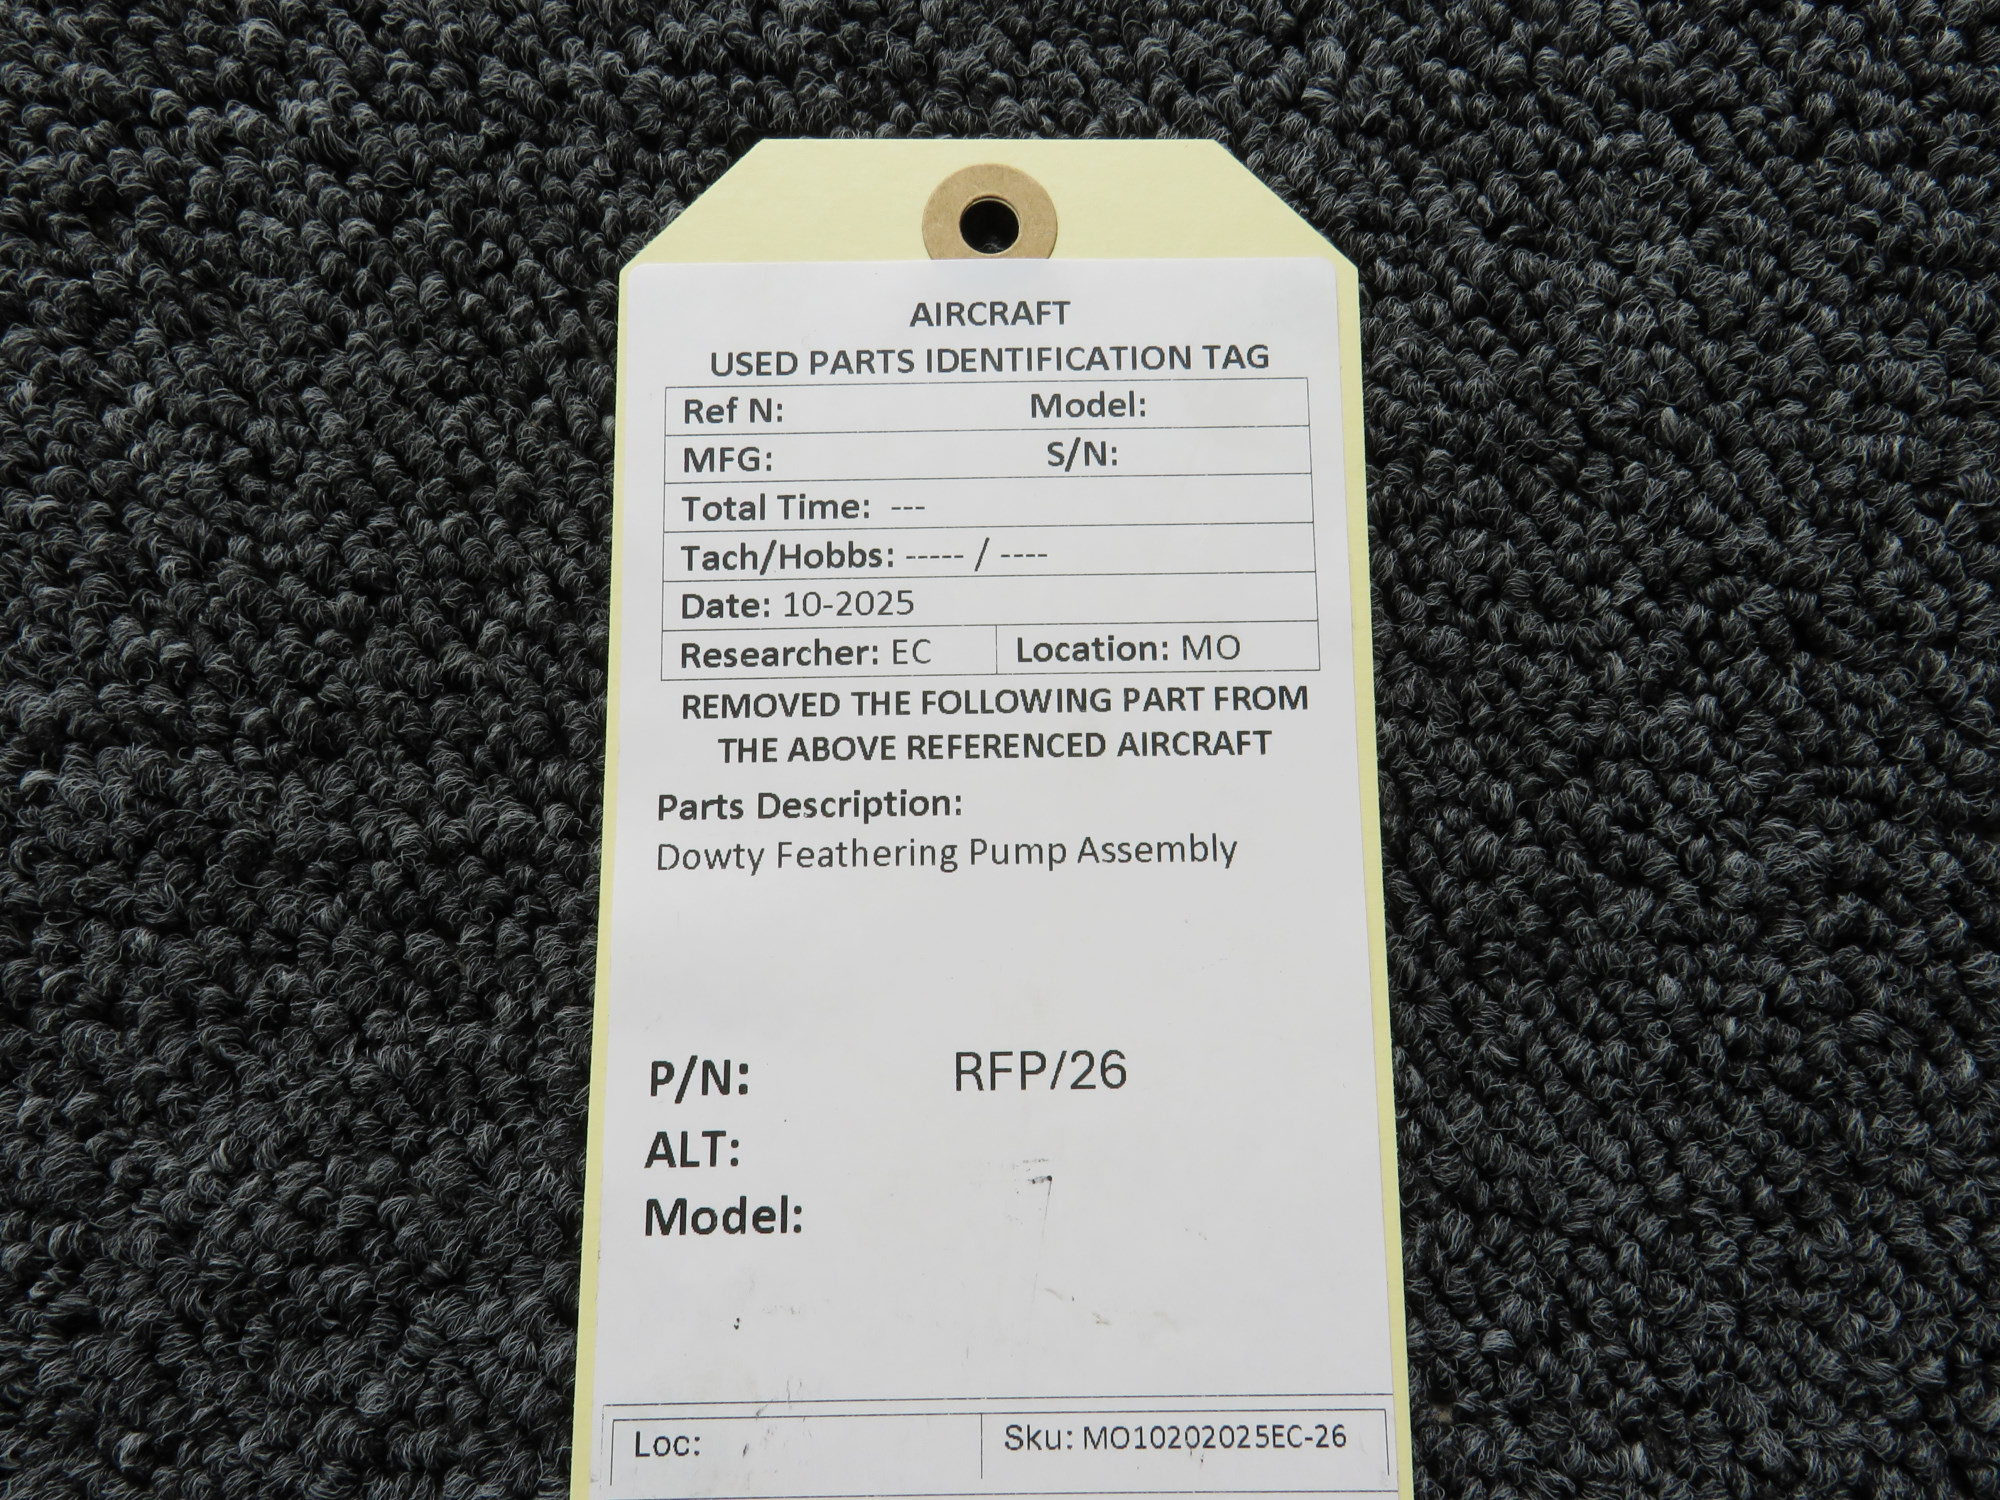 AIRCRAFT
USED PARTS IDENTIFICATION TAG
Ref N: Model:
MFG: S/N:
Total Time: ---
Tach/Hobbs: ----- / ----
Date: 10-2025
Researcher: EC Location: MO
REMOVED THE FOLLOWING PART FROM
THE ABOVE REFERENCED AIRCRAFT
Parts Description:
Dowty Feathering Pump Assembly
P/N: RFP/26
ALT:
Model:
Loc: Sku: MO10202025EC-26